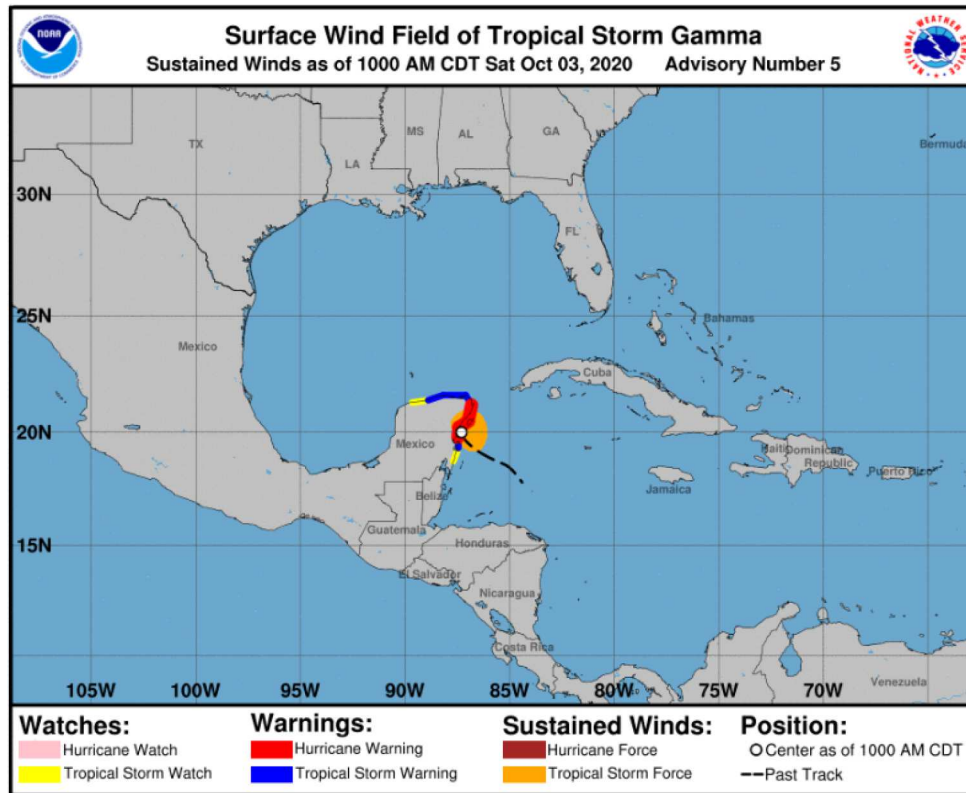 NOAA
Surface Wind Field of Tropical Storm Gamma
NATIONAL WEATHER SERVICE
Sustained Winds as of 1000 AM CDT Sat Oct 03, 2020 Advisory Number 5
TX
MS
AL
GA
LA
Bermuda
30N
FL
25N
Bahamas
Mexico
Cuba
20N
Mexico
Haiti
Dominican
Republic
Puerto Rico
Jamaica
Belize
Guatemala
15N
Honduras
El Salvador
Nicaragua
Costa Rica
Venezuela
105W 100W 95W 90W 85W 80W 75W 70W
Watches: Warnings: Sustained Winds: Position:
Hurricane Watch Hurricane Warning Hurricane Force Center as of 1000 AM CDT
Tropical Storm Watch Tropical Storm Warning Tropical Storm Force Past Track